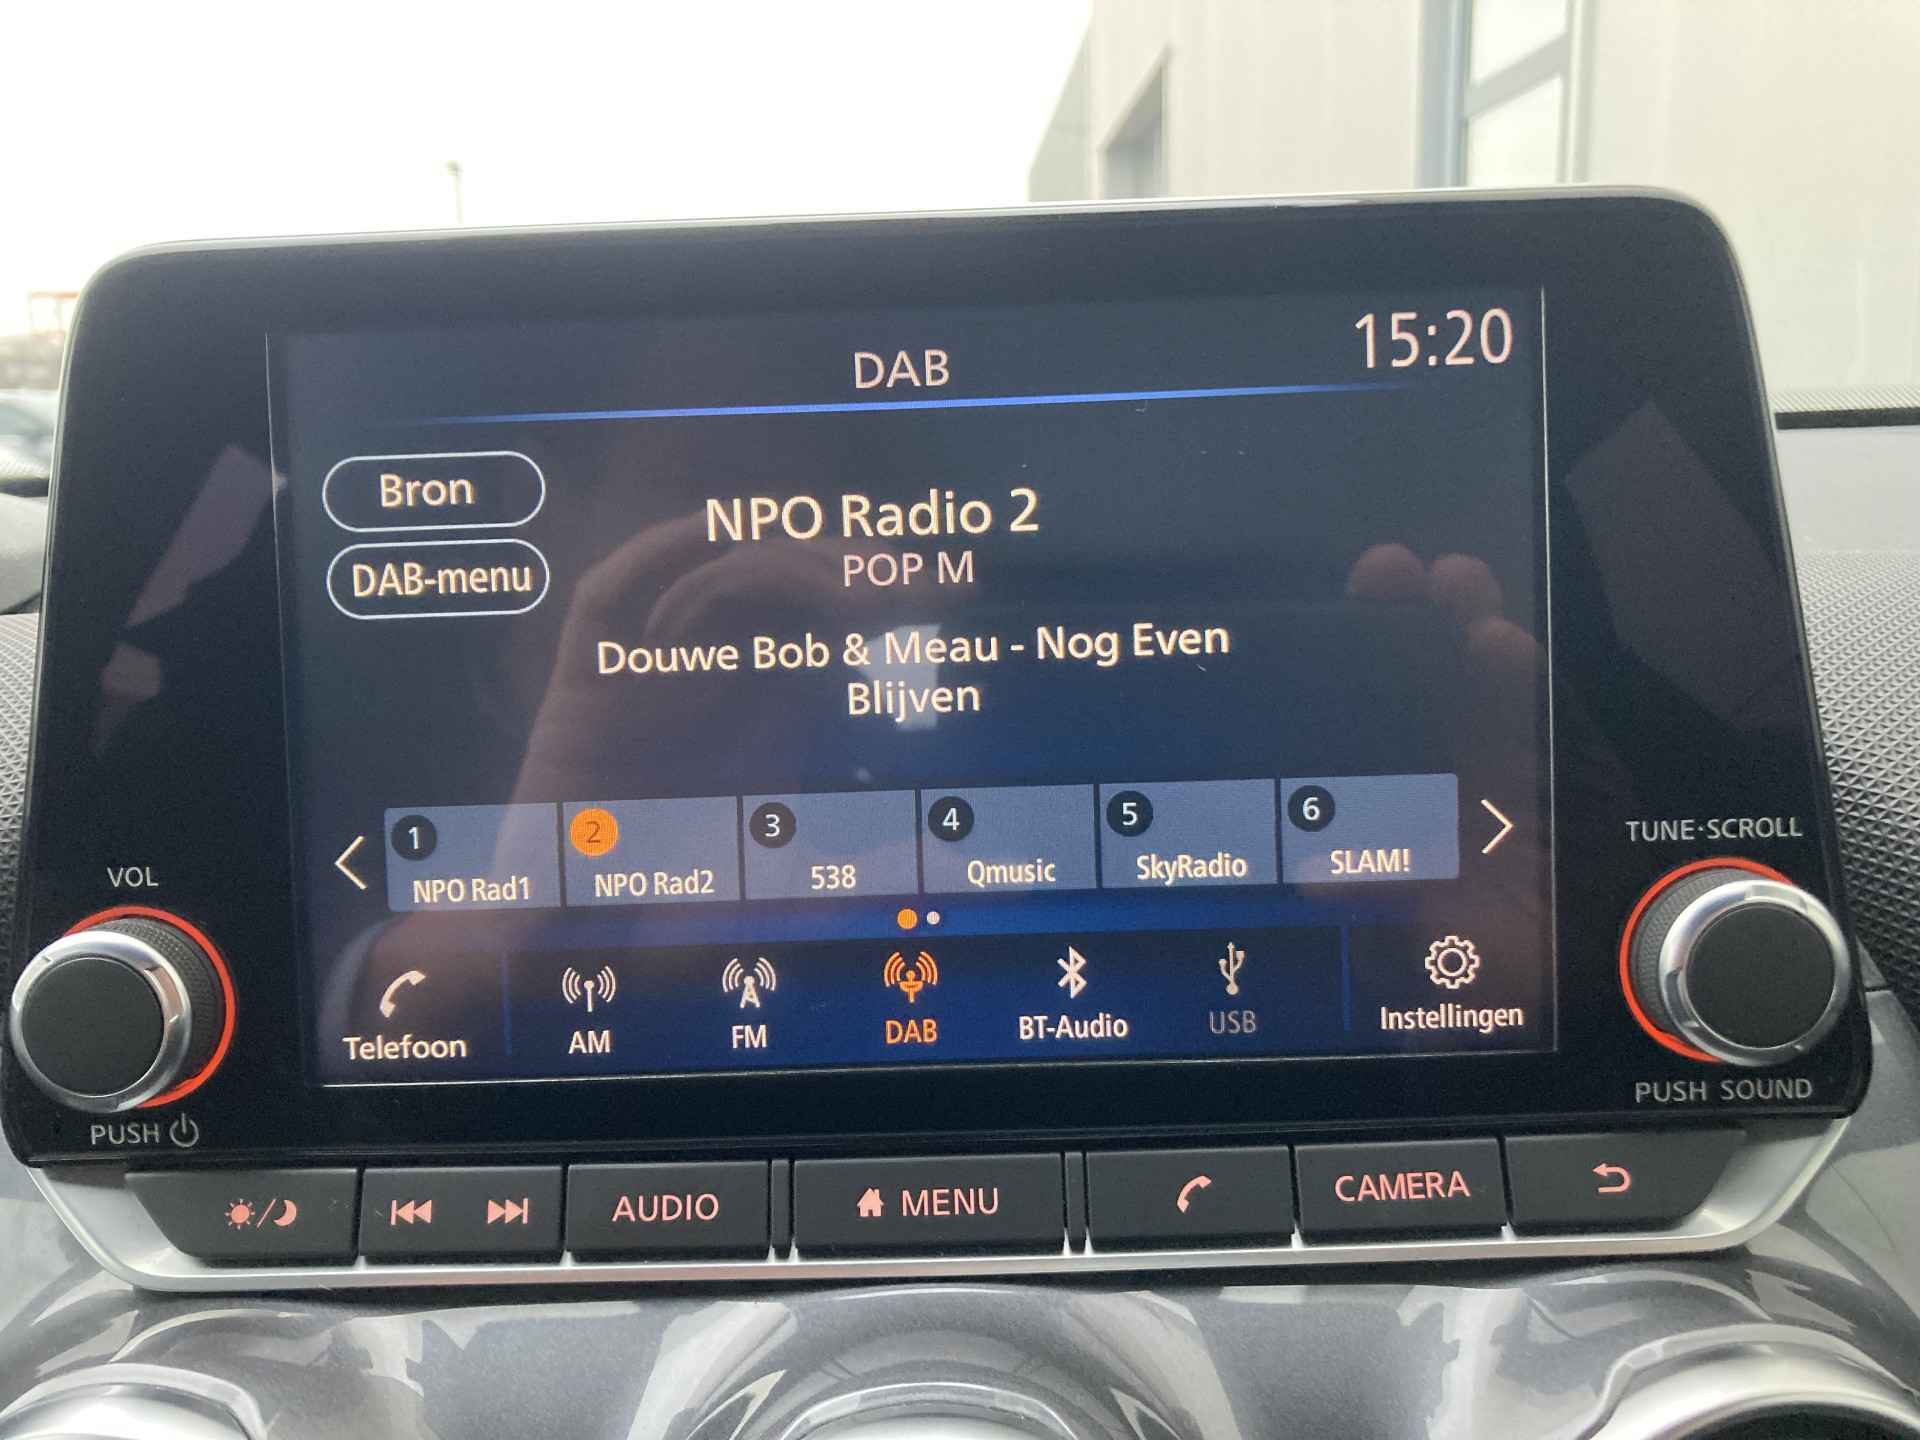 DAB
15:20
Bron
DAB-menu
NPO Radio 2
POP M
Douwe Bob & Meau - Nog Even
Blijven
1
2
3
4
5
6
NPO Rad1
NPO Rad2
538
Qmusic
SkyRadio
SLAM!
Telefoon
AM
FM
DAB
BT-Audio
USB
Instellingen
VOL
PUSH
TUNE·SCROLL
PUSH SOUND
AUDIO
MENU
CAMERA